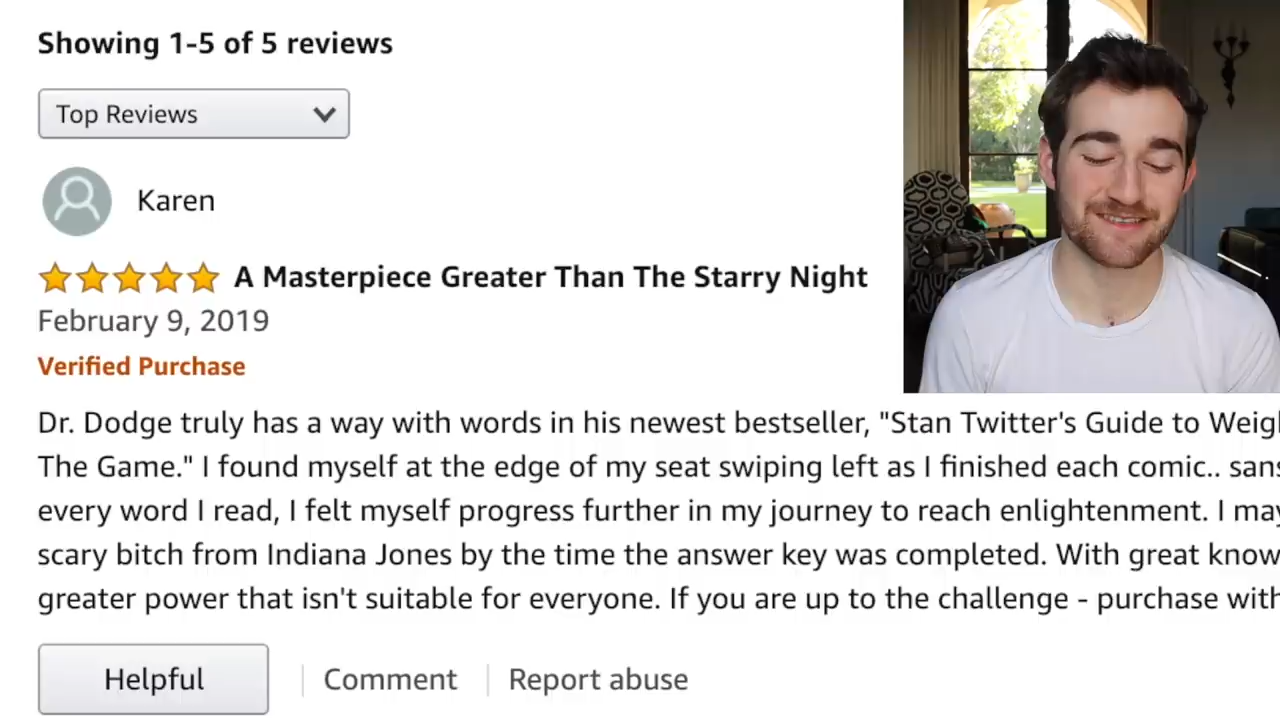 Showing 1-5 of 5 reviews
Top Reviews
Karen
A Masterpiece Greater Than The Starry Night
February 9, 2019
Verified Purchase
Dr. Dodge truly has a way with words in his newest bestseller, "Stan Twitter's Guide to
The Game." I found myself at the edge of my seat swiping left as I finished each comic..
every word I read, I felt myself progress further in my journey to reach enlightenment. I
scary bitch from Indiana Jones by the time the answer key was completed. With great
greater power that isn't suitable for everyone. If you are up to the challenge - purchase
Helpful
Comment
Report abuse